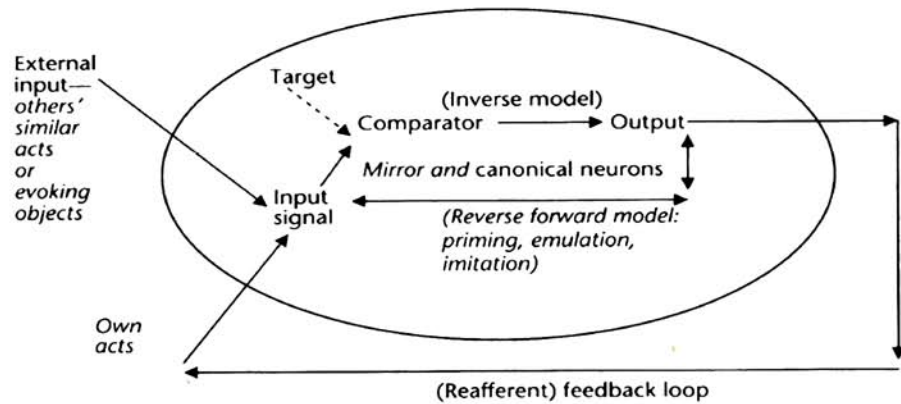 External
input—
others'
similar
acts
or
evoking
objects
Target
(Inverse model)
Comparator
Output
Mirror and canonical neurons
Input
signal
(Reverse forward model:
priming, emulation,
imitation)
Own
acts
(Reafferent) feedback loop